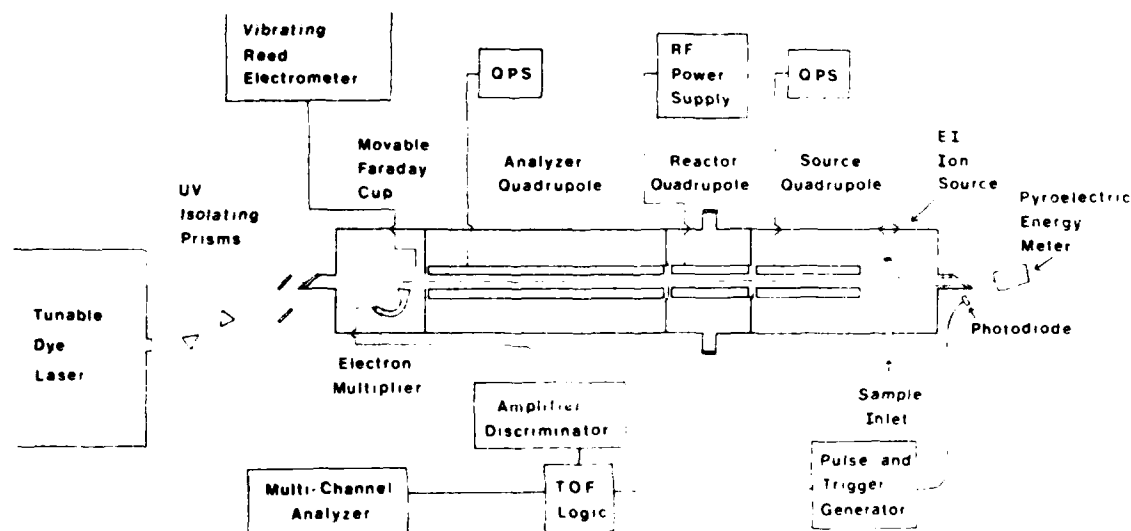 Vibrating
Reed
Electrometer
QPS
RF
Power
Supply
QPS
Movable
Faraday
Cup
Analyzer
Quadrupole
Reactor
Quadrupole
Source
Quadrupole
EI
Ion
Source
UV
Isolating
Prisms
Pyroelectric
Energy
Meter
Tunable
Dye
Laser
Photodiode
Electron
Multiplier
Sample
Inlet
Amplifier
Discriminator
Multi-Channel
Analyzer
TOF
Logic
Pulse and
Trigger
Generator